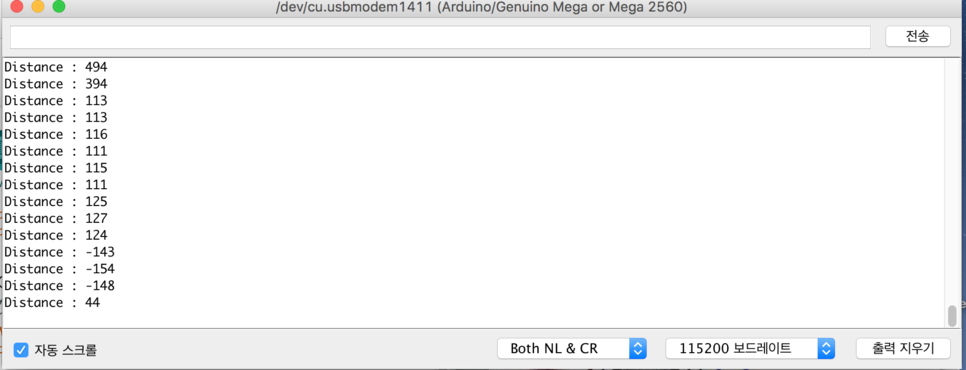 /dev/cu.usbmodem1411 (Arduino/Genuino Mega or Mega 2560)
전송
Distance : 494
Distance : 394
Distance : 113
Distance : 113
Distance : 116
Distance : 111
Distance : 115
Distance : 111
Distance : 125
Distance : 127
Distance : 124
Distance : -143
Distance : -154
Distance : -148
Distance : 44
자동 스크롤 Both NL & CR 115200 보드레이트 출력 지우기